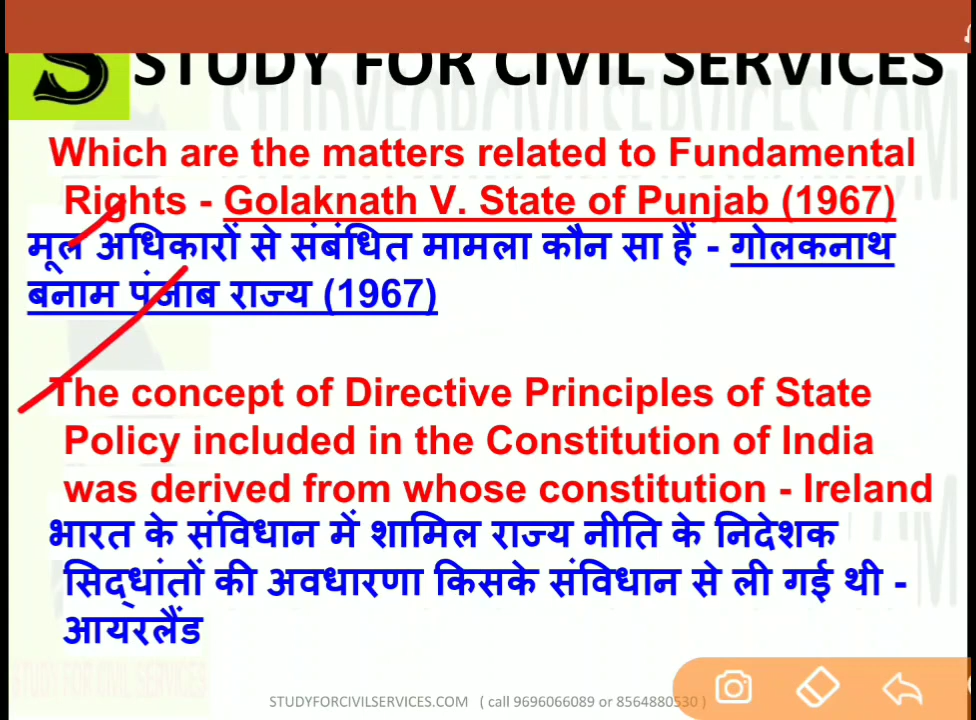 STUDY FOR CIVIL SERVICES
Which are the matters related to Fundamental
Rights - Golaknath V. State of Punjab (1967)
मूल अधिकारों से संबंधित मामला कौन सा हैं - गोलकनाथ
बनाम पंजाब राज्य (1967)
The concept of Directive Principles of State
Policy included in the Constitution of India
was derived from whose constitution - Ireland
भारत के संविधान में शामिल राज्य नीति के निदेशक
सिद्धांतों की अवधारणा किसके संविधान से ली गई थी -
आयरलैंड
STUDYFORCIVILSERVICES.COM ( call 9696066089 or 8564880530 )